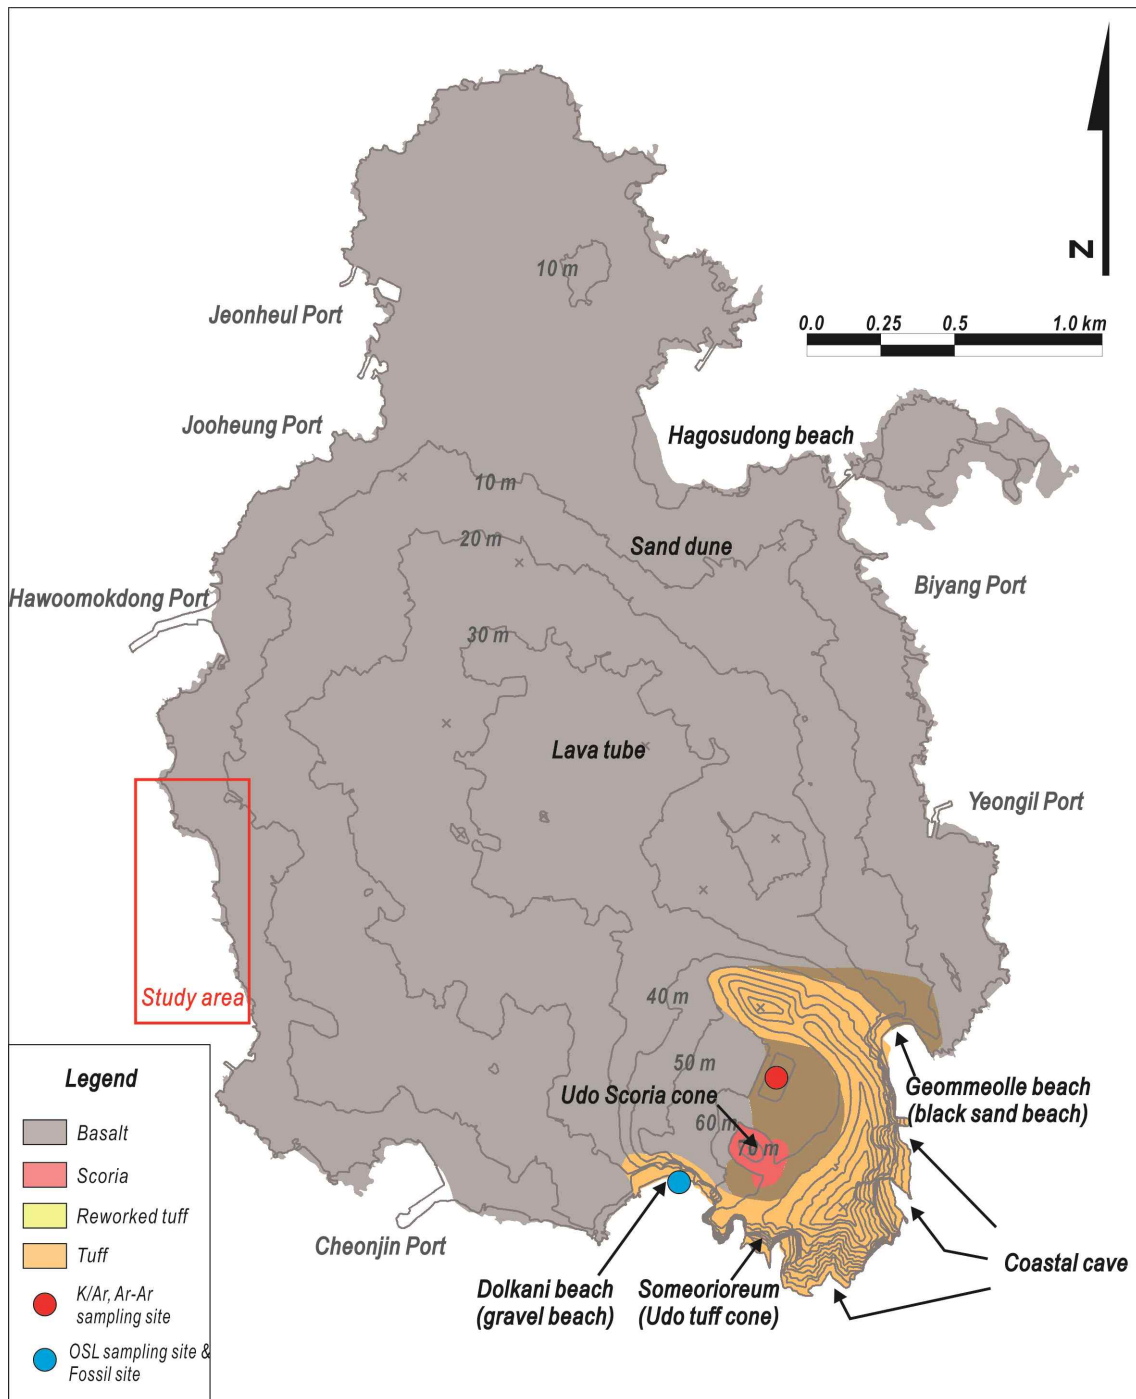 10 m
Jeonheul Port
N
0.0 0.25 0.5 1.0 km
Jooheung Port
Hagosudong beach
10 m
20 m
Sand dune
Hawoomokdong Port
Biyang Port
30 m
Lava tube
Yeongil Port
Study area
40 m
50 m
Udo Scoria cone
60 m
70 m
Geommeolle beach
(black sand beach)
Cheonjin Port
Dolkani beach
(gravel beach)
Someorioreum
(Udo tuff cone)
Coastal cave
Legend
Basalt
Scoria
Reworked tuff
Tuff
K/Ar, Ar-Ar
sampling site
OSL sampling site &
Fossil site